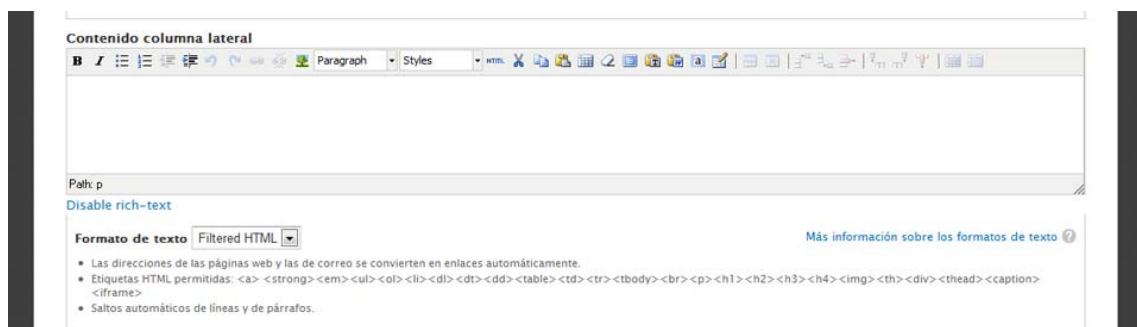 Contenido columna lateral
B I Paragraph Styles HTML
Path: p
Disable rich-text
Formato de texto Filtered HTML Más información sobre los formatos de texto ?
Las direcciones de las páginas web y las de correo se convierten en enlaces automáticamente.
Etiquetas HTML permitidas: <a> <strong> <em> <ul> <ol> <li> <dl> <dt> <dd> <table> <td> <tr> <tbody> <br> <p> <h1> <h2> <h3> <h4> <img> <th> <div> <thead> <caption>
<iframe>
Saltos automáticos de líneas y de párrafos.